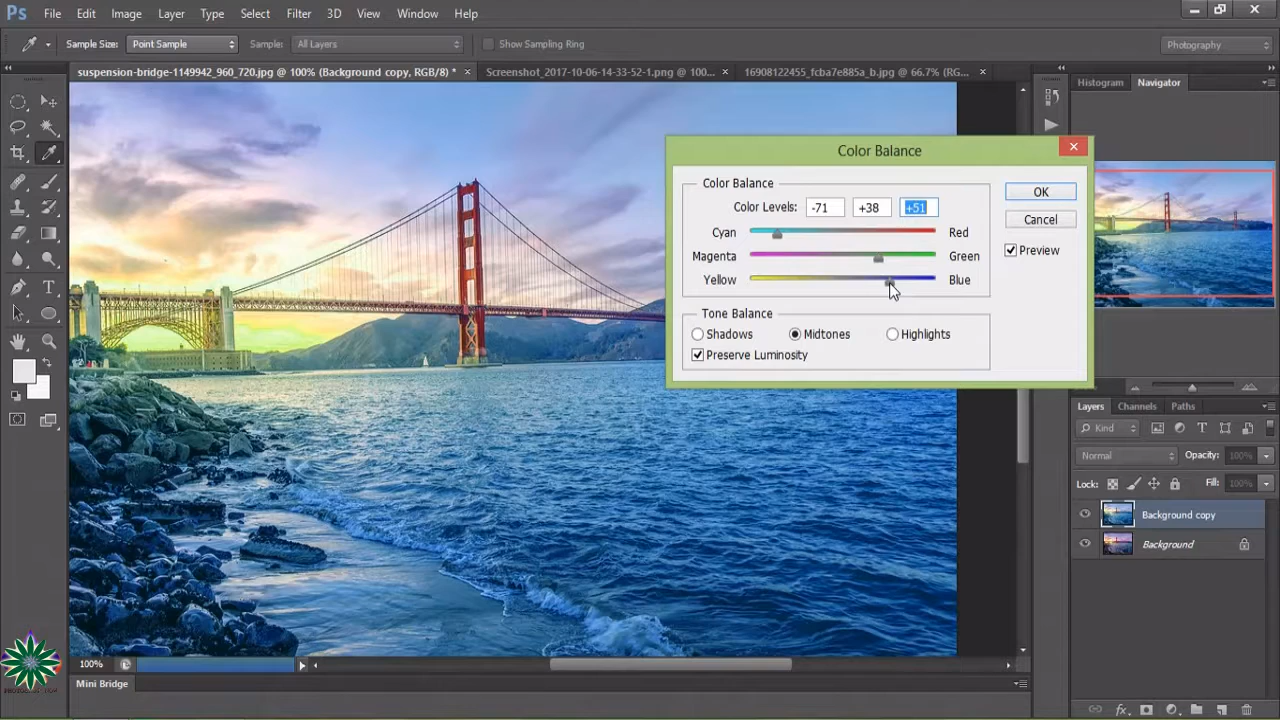 Ps File Edit Image Layer Type Select Filter 3D View Window Help
Sample Size: Point Sample Sample: All Layers Show Sampling Ring Photography
suspension-bridge-1149942_960_720.jpg @ 100% (Background copy, RGB/8) * × Screenshot_2017-10-06-14-33-52-1.png @ 100... × 16908122455_fcba7e885a_b.jpg @ 66.7% (RG... ×
Histogram Navigator
Color Balance
Color Balance
Color Levels: -71 +38 +51
Cyan Red
Magenta Green
Yellow Blue
Tone Balance
Shadows Midtones Highlights
Preserve Luminosity
OK
Cancel
Preview
Layers Channels Paths
Kind
Normal Opacity: 100%
Lock: Fill: 100%
Background copy
Background
100%
Mini Bridge